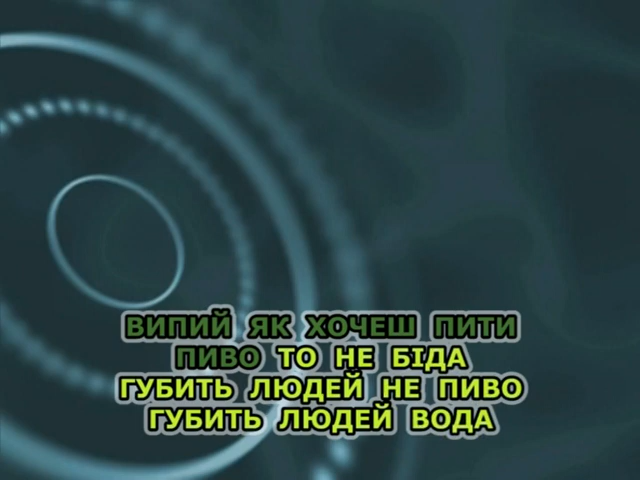 ВИПИЙ ЯК ХОЧЕШ ПИТИ
ПИВО ТО НЕ БІДА
ГУБИТЬ ЛЮДЕЙ НЕ ПИВО
ГУБИТЬ ЛЮДЕЙ ВОДА